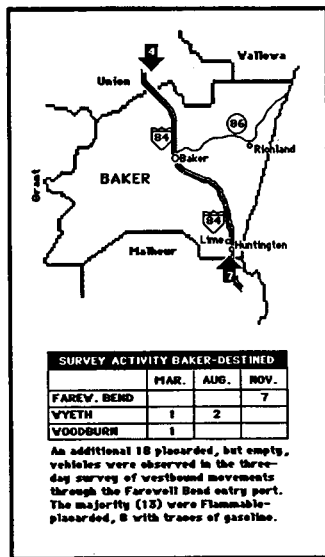 4
Wallowa
Union
86
84
Baker
Richland
BAKER
Grant
84
Lime
Huntington
Malheur
7
SURVEY ACTIVITY BAKER-DESTINED
MAR. AUG. NOV.
FAREW. BEND 7
WYETH 1 2
WOODBURN 1
An additional 18 placarded, but empty,
vehicles were observed in the three-
day survey of westbound movements
through the Farewell Bend entry port.
The majority (13) were Flammable-
placarded, 8 with traces of gasoline.